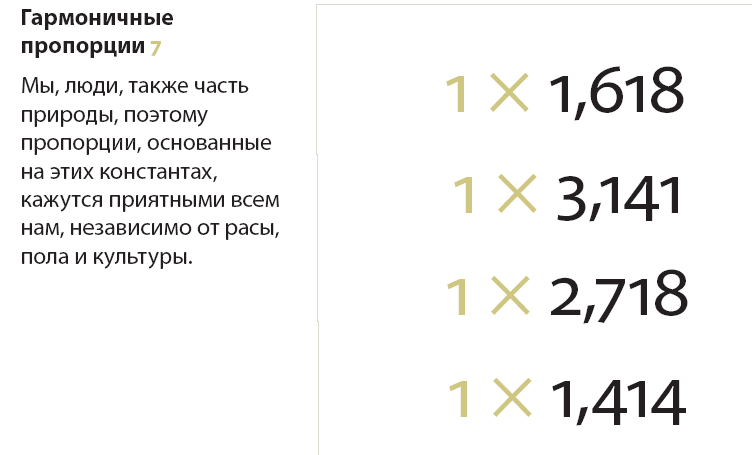 Гармоничные
пропорции 7
Мы, люди, также часть
природы, поэтому
пропорции, основанные
на этих константах,
кажутся приятными всем
нам, независимо от расы,
пола и культуры.
1 × 1,618
1 × 3,141
1 × 2,718
1 × 1,414